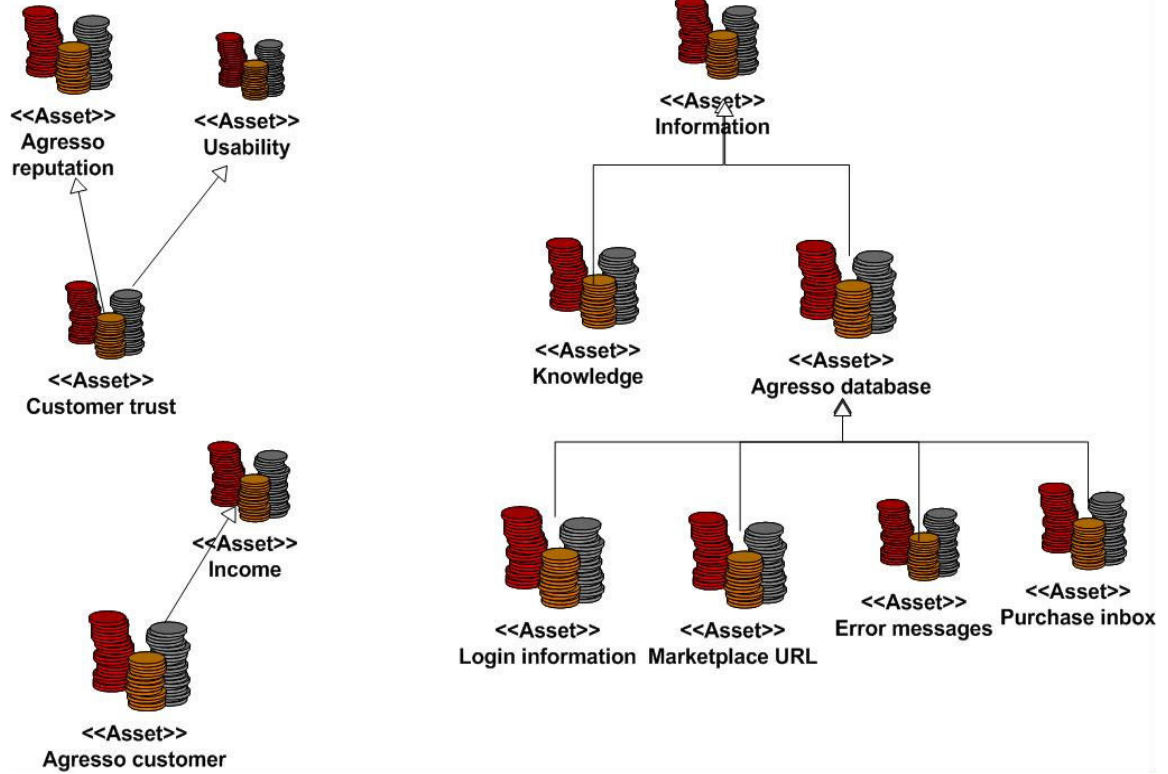 <<Asset>>
Agresso
reputation
<<Asset>>
Usability
<<Asset>>
Information
<<Asset>>
Customer trust
<<Asset>>
Knowledge
<<Asset>>
Agresso database
<<Asset>>
Income
<<Asset>>
Agresso customer
<<Asset>>
Login information
<<Asset>>
Marketplace URL
<<Asset>>
Error messages
<<Asset>>
Purchase inbox